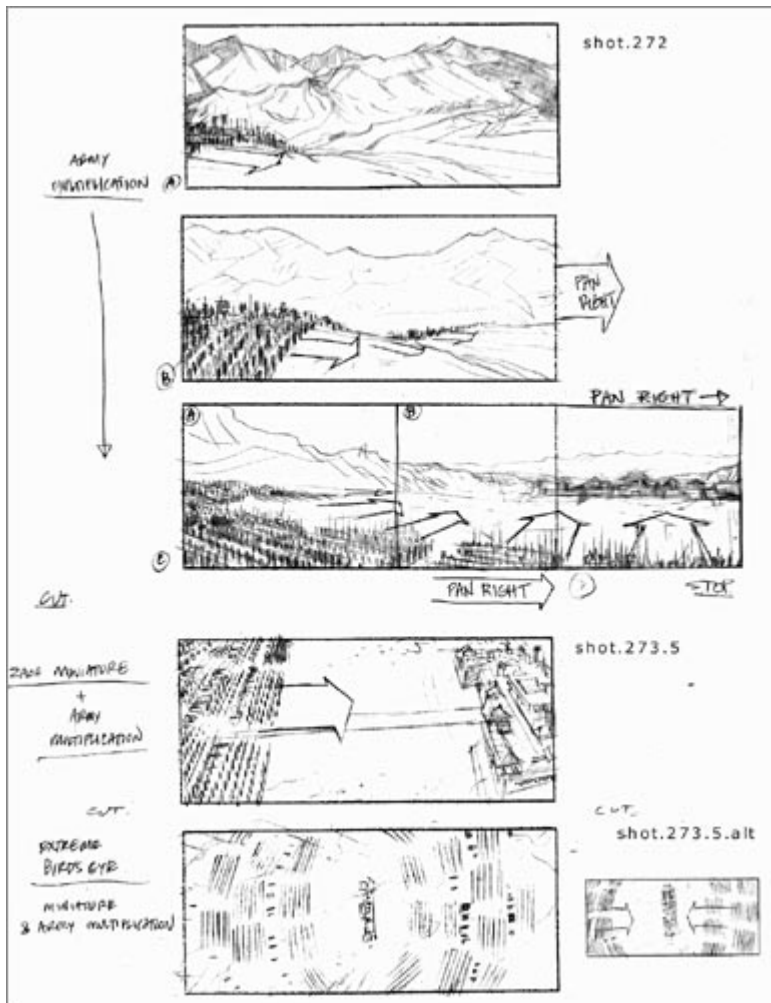 shot.272
ARMY
MULTIPLICATION
A
PAN
RIGHT
B
PAN RIGHT →
A
B
C
PAN RIGHT
STOP
CUT.
shot.273.5
MINIATURE
+
ARMY
MULTIPLICATION
CUT.
CUT.
shot.273.5.alt
EXTREME
BIRDS EYE
MINIATURE
& ARMY MULTIPLICATION